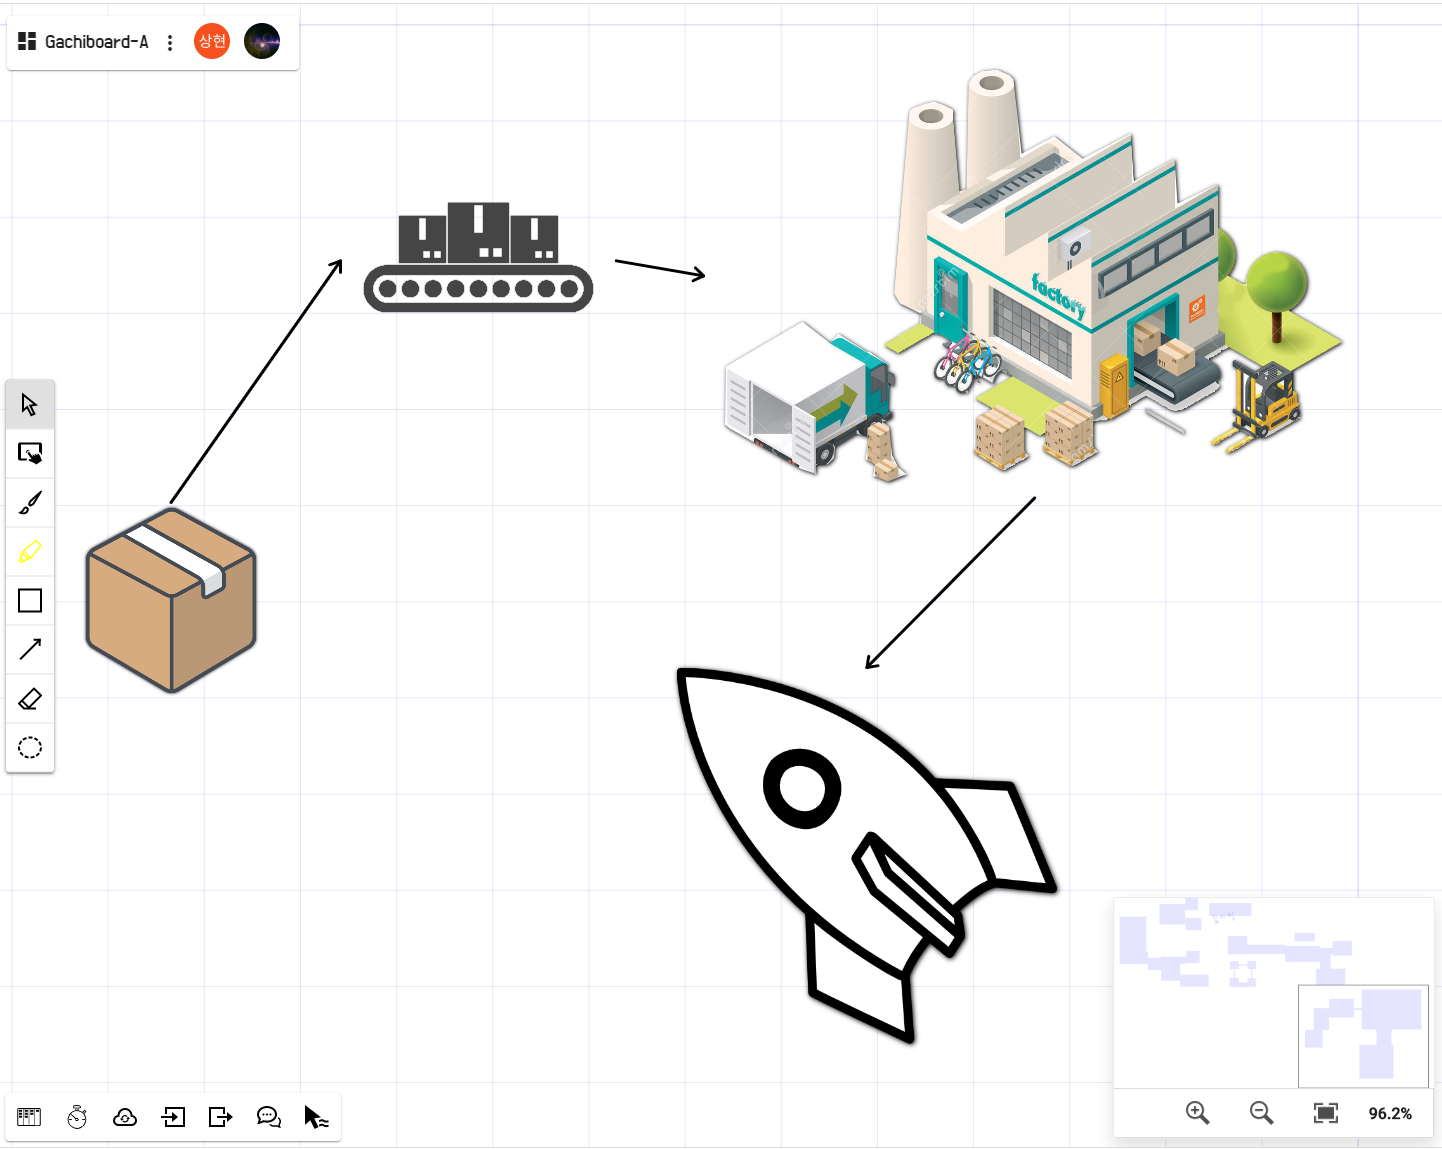 Gachiboard-A
상현
factory
96.2%